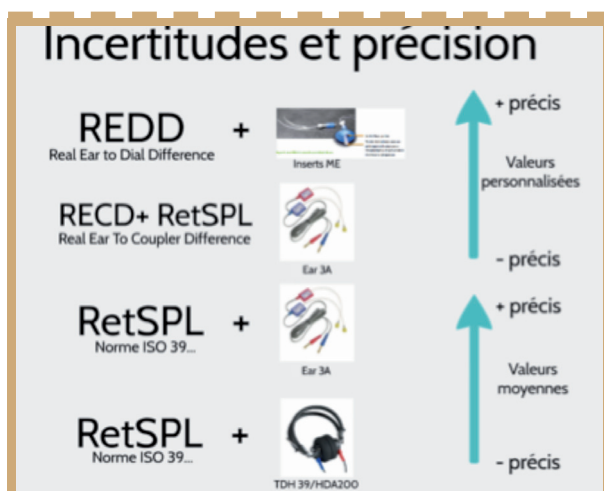 Incertitudes et précision
REDD +
Real Ear to Dial Difference
Inserts ME
RECD+ RetSPL
Real Ear To Coupler Difference
Ear 3A
RetSPL +
Norme ISO 39...
Ear 3A
RetSPL +
Norme ISO 39...
TDH 39/HDA200
+ précis
Valeurs
personnalisées
- précis
+ précis
Valeurs
moyennes
- précis